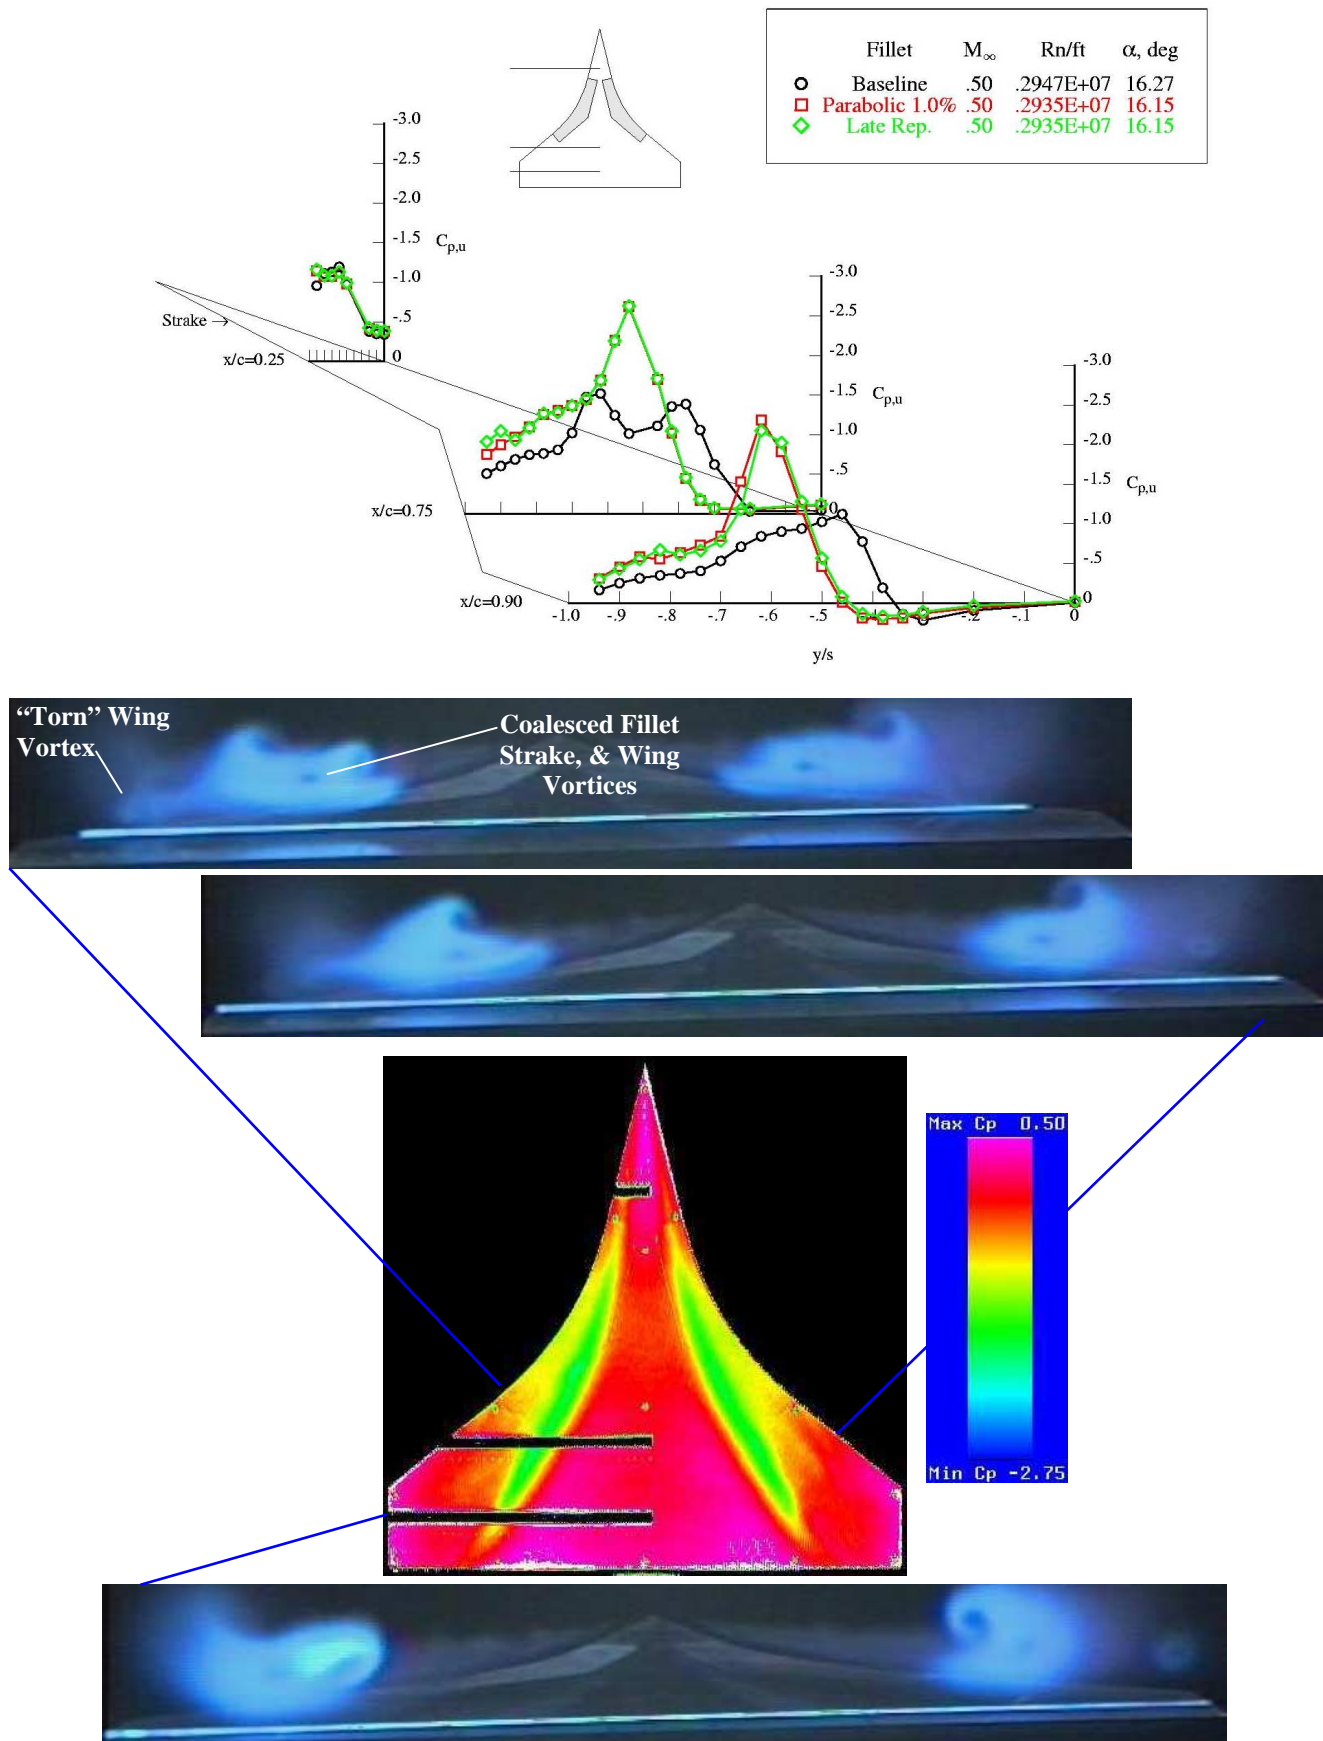 Fillet M∞ Rn/ft α, deg
Baseline .50 .2947E+07 16.27
Parabolic 1.0% .50 .2935E+07 16.15
Late Rep. .50 .2935E+07 16.15
-3.0
-2.5
-2.0
-1.5
Cp,u
-1.0
-.5
0
Strake →
x/c=0.25
-3.0
-2.5
-2.0
-1.5
Cp,u
-1.0
-.5
0
x/c=0.75
-3.0
-2.5
-2.0
-1.5
Cp,u
-1.0
-.5
0
x/c=0.90
-1.0 -.9 -.8 -.7 -.6 -.5 -.2 -.1 0
y/s
“Torn” Wing
Vortex
Coalesced Fillet
Strake, & Wing
Vortices
Max Cp 0.50
Min Cp -2.75